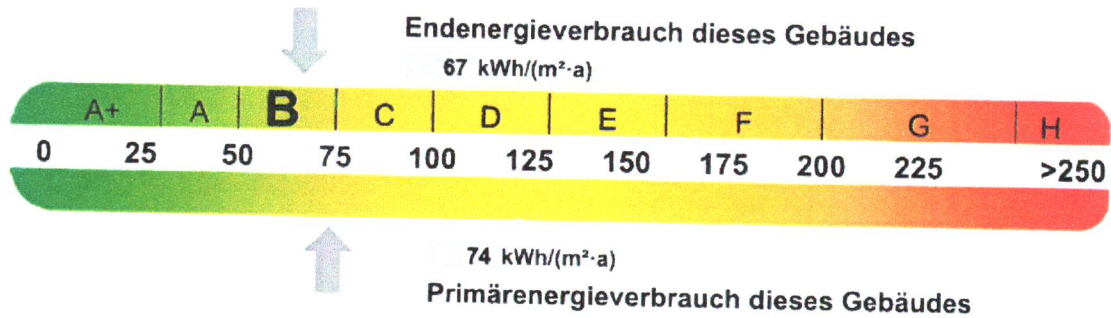 Endenergieverbrauch dieses Gebäudes
67 kWh/(m²·a)
A+ A B C D E F G H
0 25 50 75 100 125 150 175 200 225 >250
74 kWh/(m²·a)
Primärenergieverbrauch dieses Gebäudes